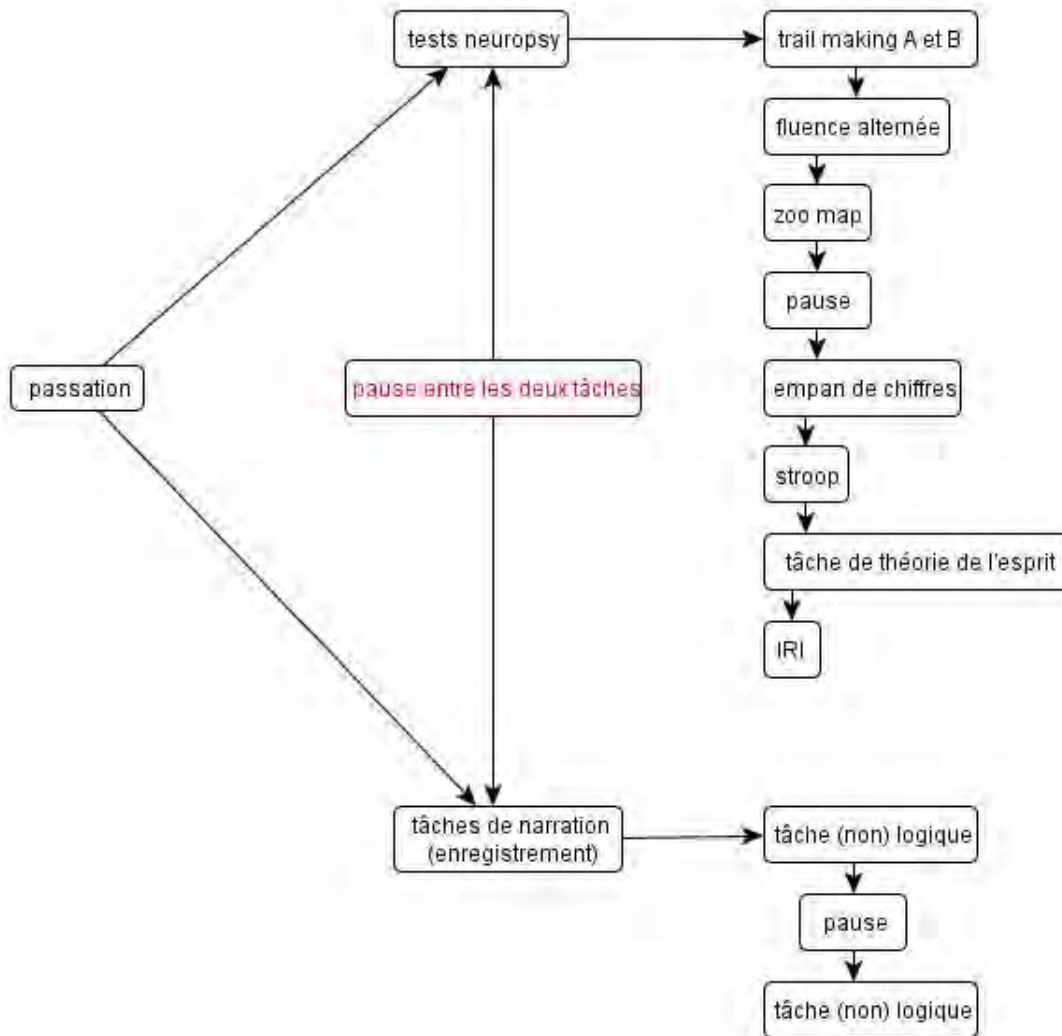 tests neuropsy
trail making A et B
fluence alternée
zoo map
pause
passation
pause entre les deux tâches
empan de chiffres
stroop
tâche de théorie de l'esprit
IRI
tâches de narration
(enregistrement)
tâche (non) logique
pause
tâche (non) logique